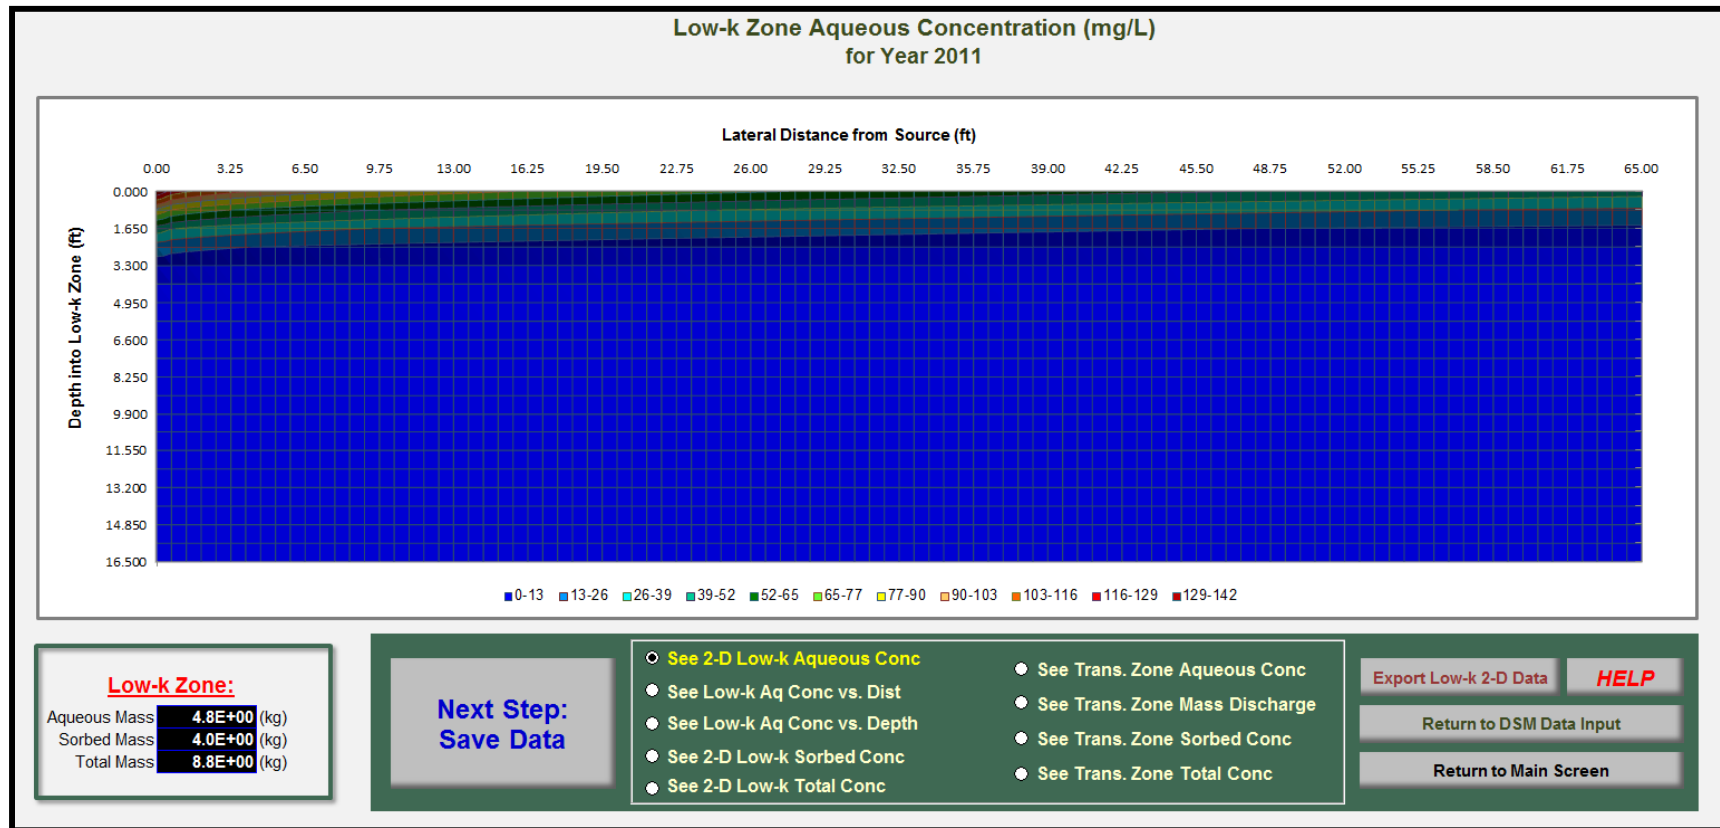 Low-k Zone Aqueous Concentration (mg/L)
for Year 2011
Lateral Distance from Source (ft)
0.00 3.25 6.50 9.75 13.00 16.25 19.50 22.75 26.00 29.25 32.50 35.75 39.00 42.25 45.50 48.75 52.00 55.25 58.50 61.75 65.00
Depth into Low-k Zone (ft)
0.000
1.650
3.300
4.950
6.600
8.250
9.900
11.550
13.200
14.850
16.500
0-13 13-26 26-39 39-52 52-65 65-77 77-90 90-103 103-116 116-129 129-142
Low-k Zone:
Aqueous Mass 4.8E+00 (kg)
Sorbed Mass 4.0E+00 (kg)
Total Mass 8.8E+00 (kg)
Next Step:
Save Data
See 2-D Low-k Aqueous Conc
See Low-k Aq Conc vs. Dist
See Low-k Aq Conc vs. Depth
See 2-D Low-k Sorbed Conc
See 2-D Low-k Total Conc
See Trans. Zone Aqueous Conc
See Trans. Zone Mass Discharge
See Trans. Zone Sorbed Conc
See Trans. Zone Total Conc
Export Low-k 2-D Data
HELP
Return to DSM Data Input
Return to Main Screen